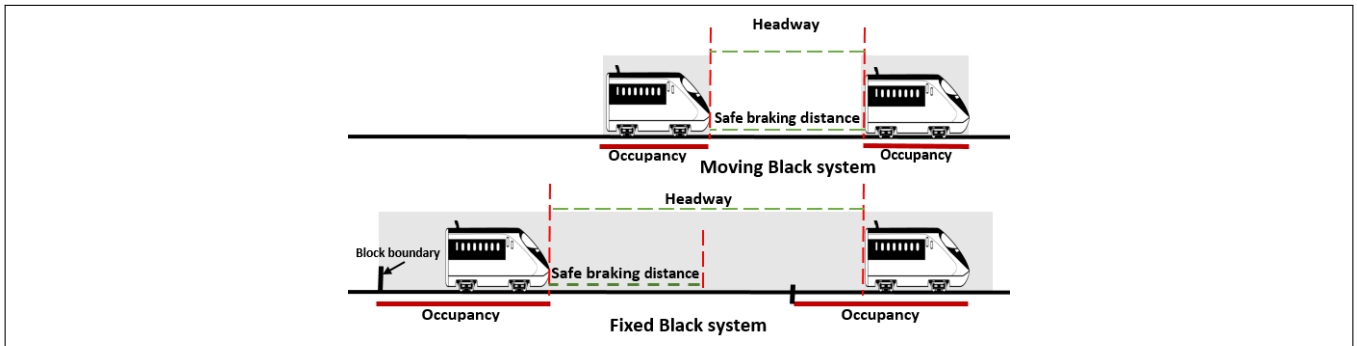 Headway
Safe braking distance
Occupancy
Occupancy
Moving Black system
Headway
Block boundary
Safe braking distance
Occupancy
Occupancy
Fixed Black system